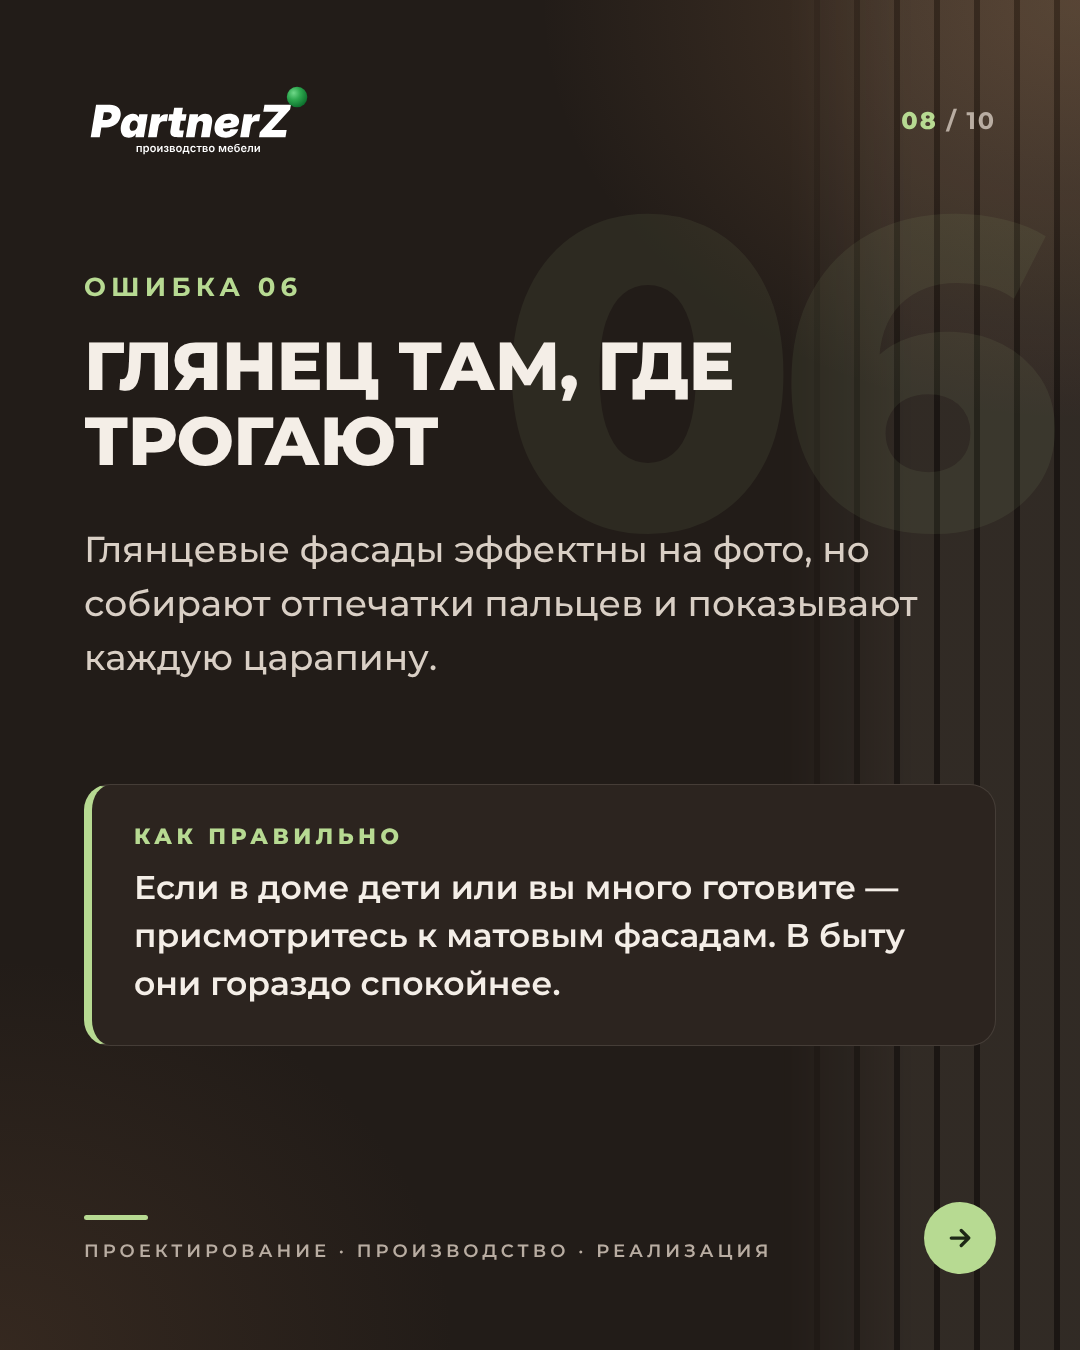 PartnerZ
производство мебели
08 / 10
06
ОШИБКА 06
ГЛЯНЕЦ ТАМ, ГДЕ
ТРОГАЮТ
Глянцевые фасады эффектны на фото, но
собирают отпечатки пальцев и показывают
каждую царапину.
КАК ПРАВИЛЬНО
Если в доме дети или вы много готовите —
присмотритесь к матовым фасадам. В быту
они гораздо спокойнее.
ПРОЕКТИРОВАНИЕ · ПРОИЗВОДСТВО · РЕАЛИЗАЦИЯ